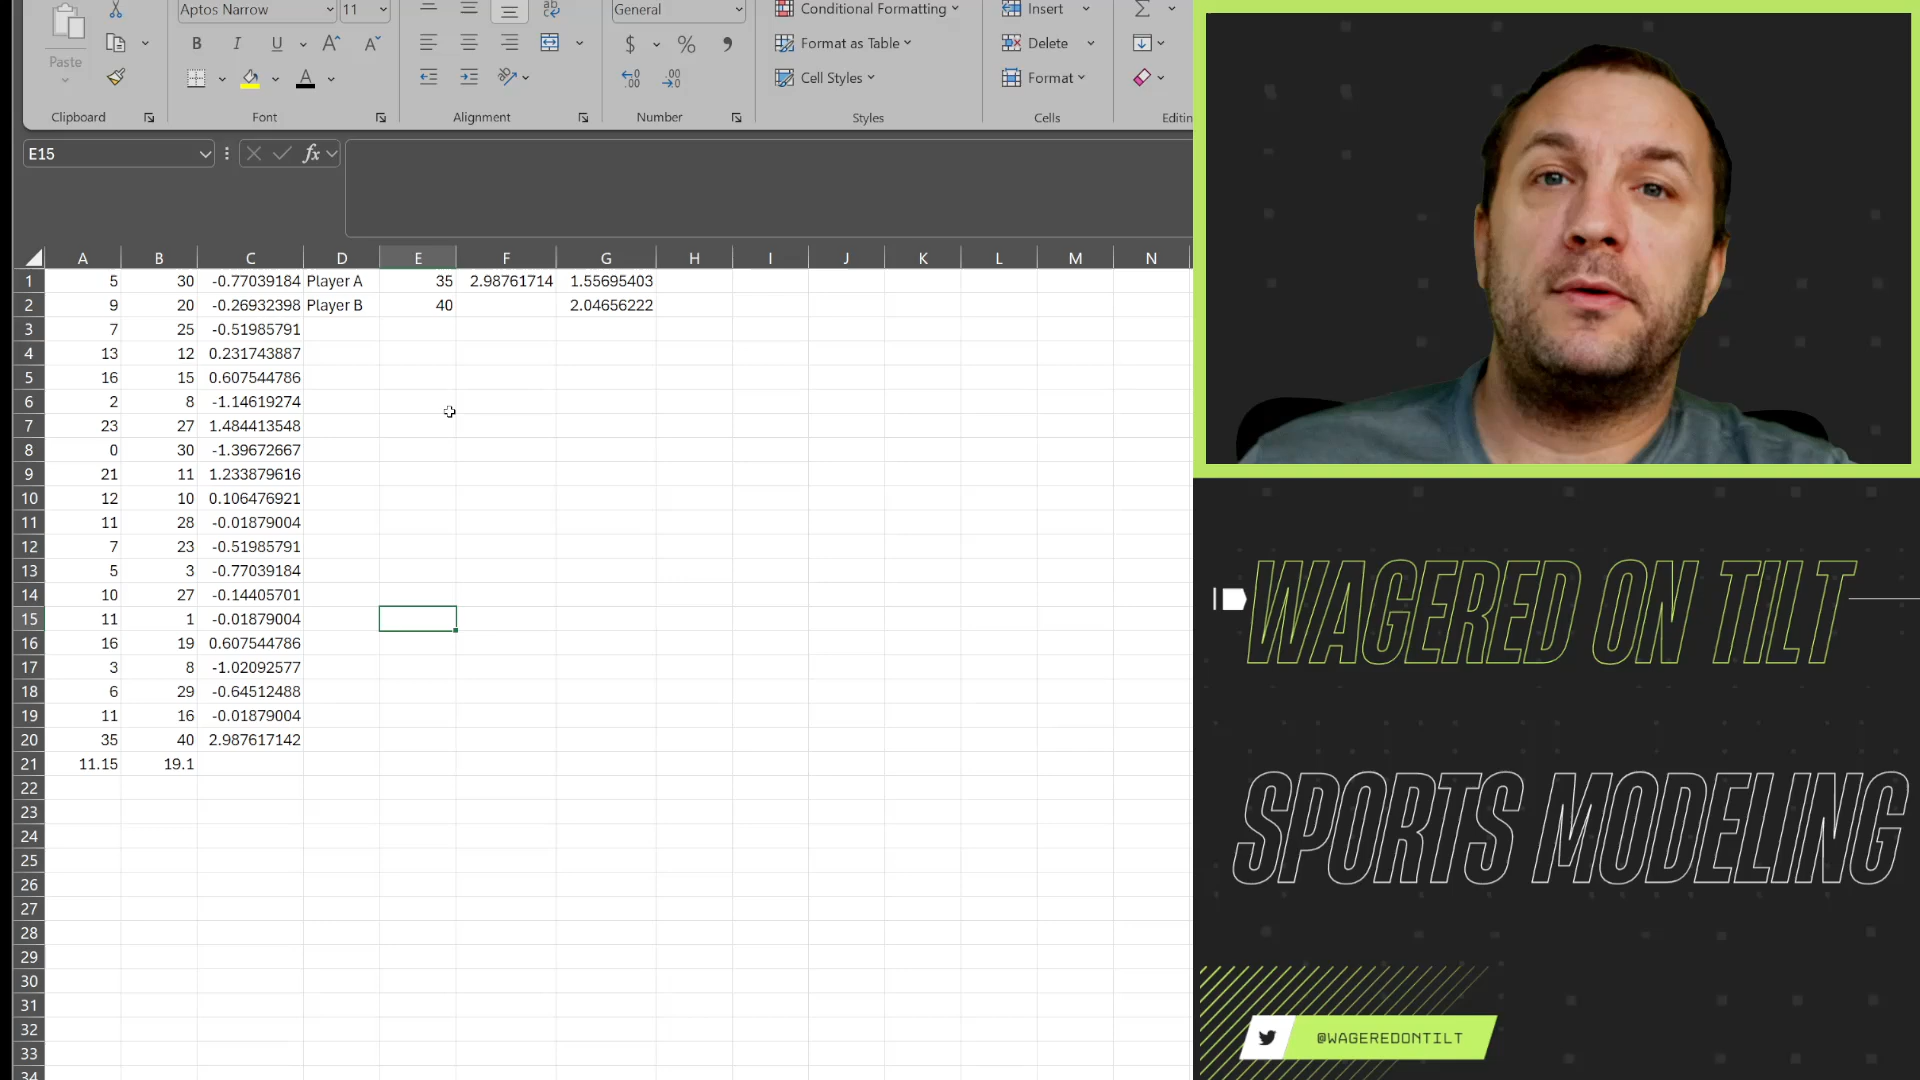 Aptos Narrow 11 General Conditional Formatting Insert
Paste B I U A A $ % 9 Format as Table Delete
A Cell Styles Format
Clipboard Font Alignment Number Styles Cells Editin
E15 fx
A B C D E F G H I J K L M N
1 5 30 -0.77039184 Player A 35 2.98761714 1.55695403
2 9 20 -0.26932398 Player B 40 2.04656222
3 7 25 -0.51985791
4 13 12 0.231743887
5 16 15 0.607544786
6 2 8 -1.14619274
7 23 27 1.484413548
8 0 30 -1.39672667
9 21 11 1.233879616
10 12 10 0.106476921
11 11 28 -0.01879004
12 7 23 -0.51985791
13 5 3 -0.77039184
14 10 27 -0.14405701
15 11 1 -0.01879004
16 16 19 0.607544786
17 3 8 -1.02092577
18 6 29 -0.64512488
19 11 16 -0.01879004
20 35 40 2.987617142
21 11.15 19.1
22
23
24
25
26
27
28
29
30
31
32
33
34
WAGERED ON TILT
SPORTS MODELING
@WAGEREDONTILT